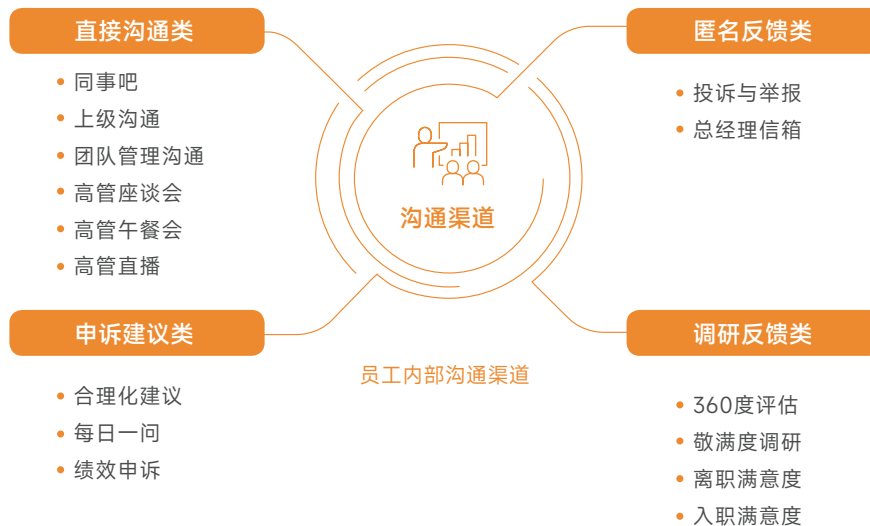 直接沟通类
同事吧
上级沟通
团队管理沟通
高管座谈会
高管午餐会
高管直播
匿名反馈类
投诉与举报
总经理信箱
沟通渠道
申诉建议类
合理化建议
每日一问
绩效申诉
员工内部沟通渠道
调研反馈类
360度评估
敬满度调研
离职满意度
入职满意度